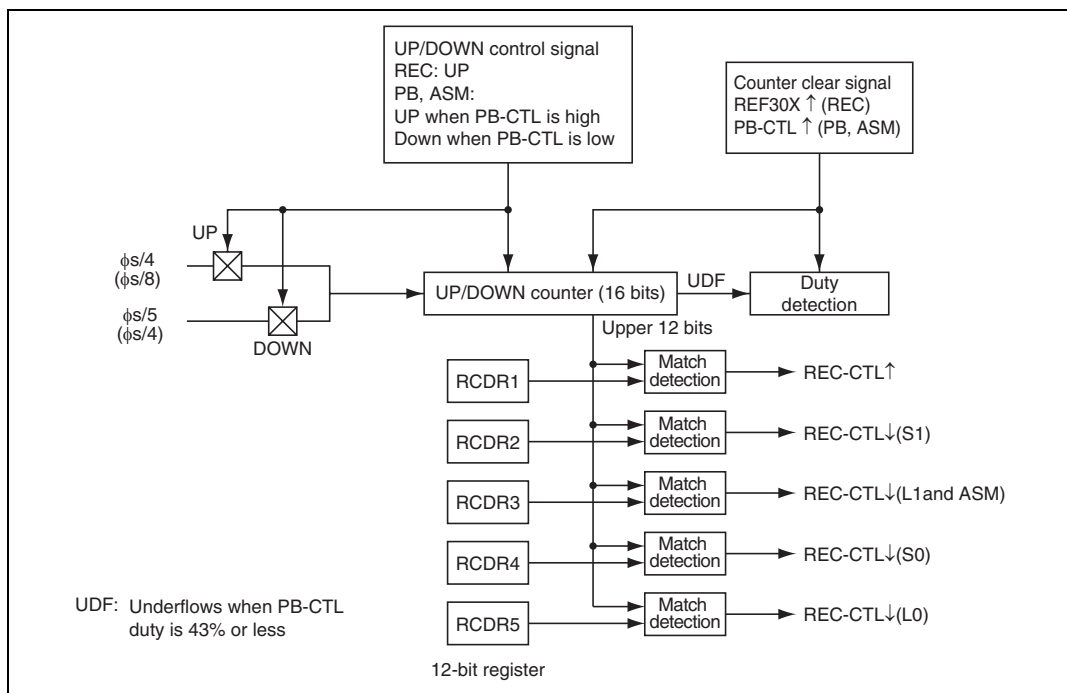 UP/DOWN control signal
REC: UP
PB, ASM:
UP when PB-CTL is high
Down when PB-CTL is low
Counter clear signal
REF30X ↑ (REC)
PB-CTL ↑ (PB, ASM)
UP
ϕs/4
(ϕs/8)
ϕs/5
(ϕs/4)
DOWN
UP/DOWN counter (16 bits)
UDF
Duty
detection
Upper 12 bits
RCDR1
Match
detection
REC-CTL↑
RCDR2
Match
detection
REC-CTL↓(S1)
RCDR3
Match
detection
REC-CTL↓(L1and ASM)
RCDR4
Match
detection
REC-CTL↓(S0)
RCDR5
Match
detection
REC-CTL↓(L0)
12-bit register
UDF: Underflows when PB-CTL
duty is 43% or less